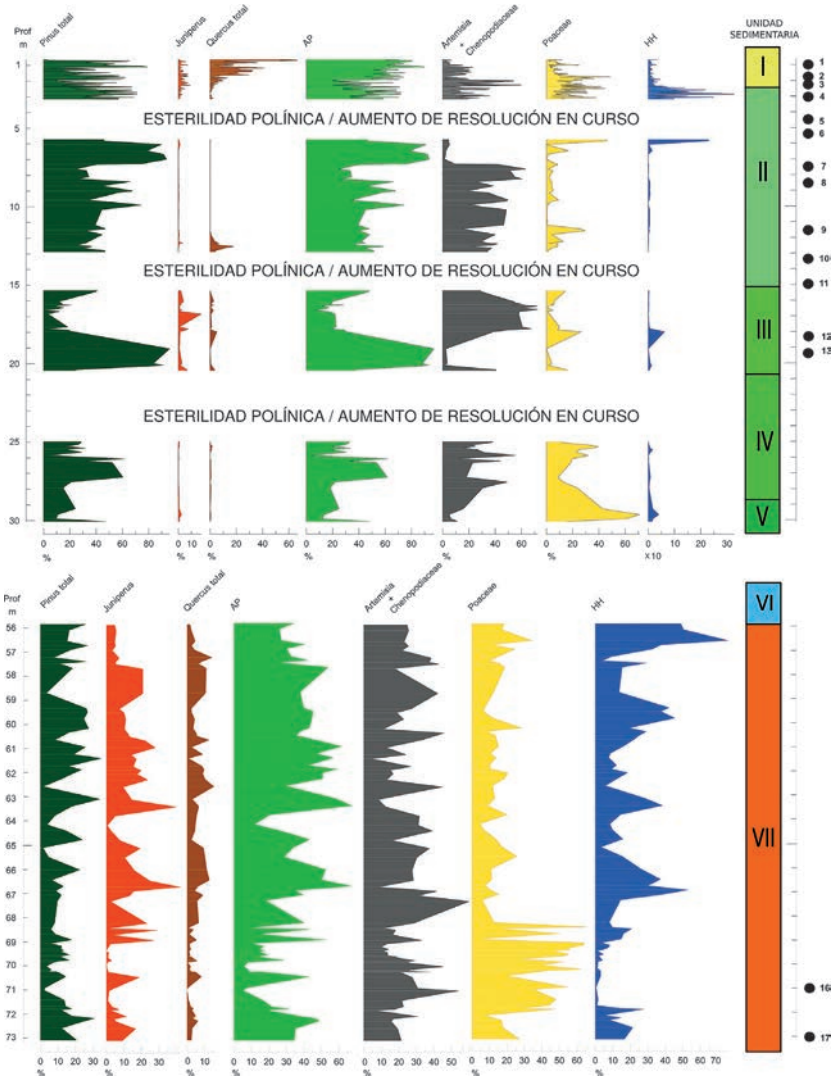 Prof
m
Pinus total
Juniperus
Quercus total
AP
Artemisia
+
Chenopodiaceae
Poaceae
HH
UNIDAD
SEDIMENTARIA
1
5
10
15
20
25
30
ESTERILIDAD POLÍNICA / AUMENTO DE RESOLUCIÓN EN CURSO
ESTERILIDAD POLÍNICA / AUMENTO DE RESOLUCIÓN EN CURSO
ESTERILIDAD POLÍNICA / AUMENTO DE RESOLUCIÓN EN CURSO
I
II
III
IV
V
1
2
3
4
5
6
7
8
9
10
11
12
13
0 20 40 60 80
%
0 10
%
0 20 40 60
%
0 20 40 60 80
%
0 20 40 60
%
0 20 40 60
%
0 10 20 30
X 10
Prof
m
Pinus total
Juniperus
Quercus total
AP
Artemisia
+
Chenopodiaceae
Poaceae
HH
56
57
58
59
60
61
62
63
64
65
66
67
68
69
70
71
72
73
VI
VII
16
17
0 10 20 30
%
0 10 20 30
%
0 10
%
0 10 20 30 40 50 60
%
0 10 20 30 40 50
%
0 10 20 30 40 50 60
%
0 10 20 30 40 50 60 70
%